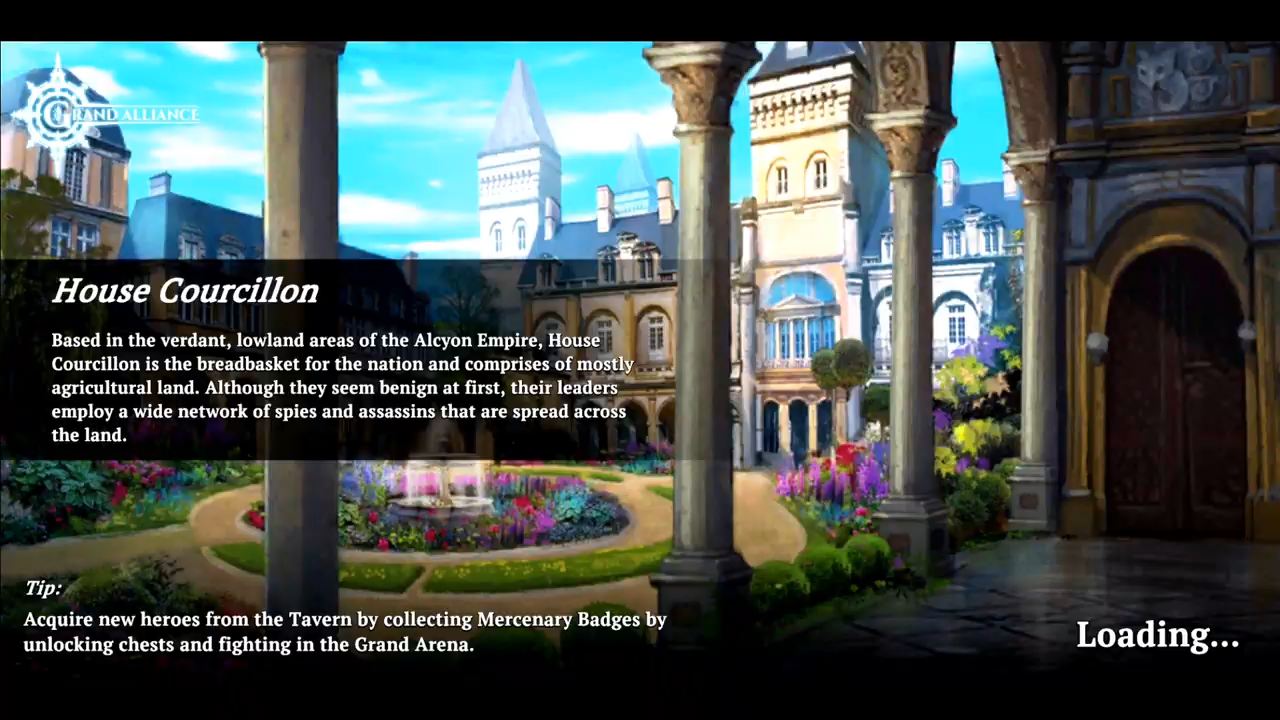 GRAND ALLIANCE
House Courcillon
Based in the verdant, lowland areas of the Alcyon Empire, House
Courcillon is the breadbasket for the nation and comprises of mostly
agricultural land. Although they seem benign at first, their leaders
employ a wide network of spies and assassins that are spread across
the land.
Tip:
Acquire new heroes from the Tavern by collecting Mercenary Badges by
unlocking chests and fighting in the Grand Arena.
Loading...